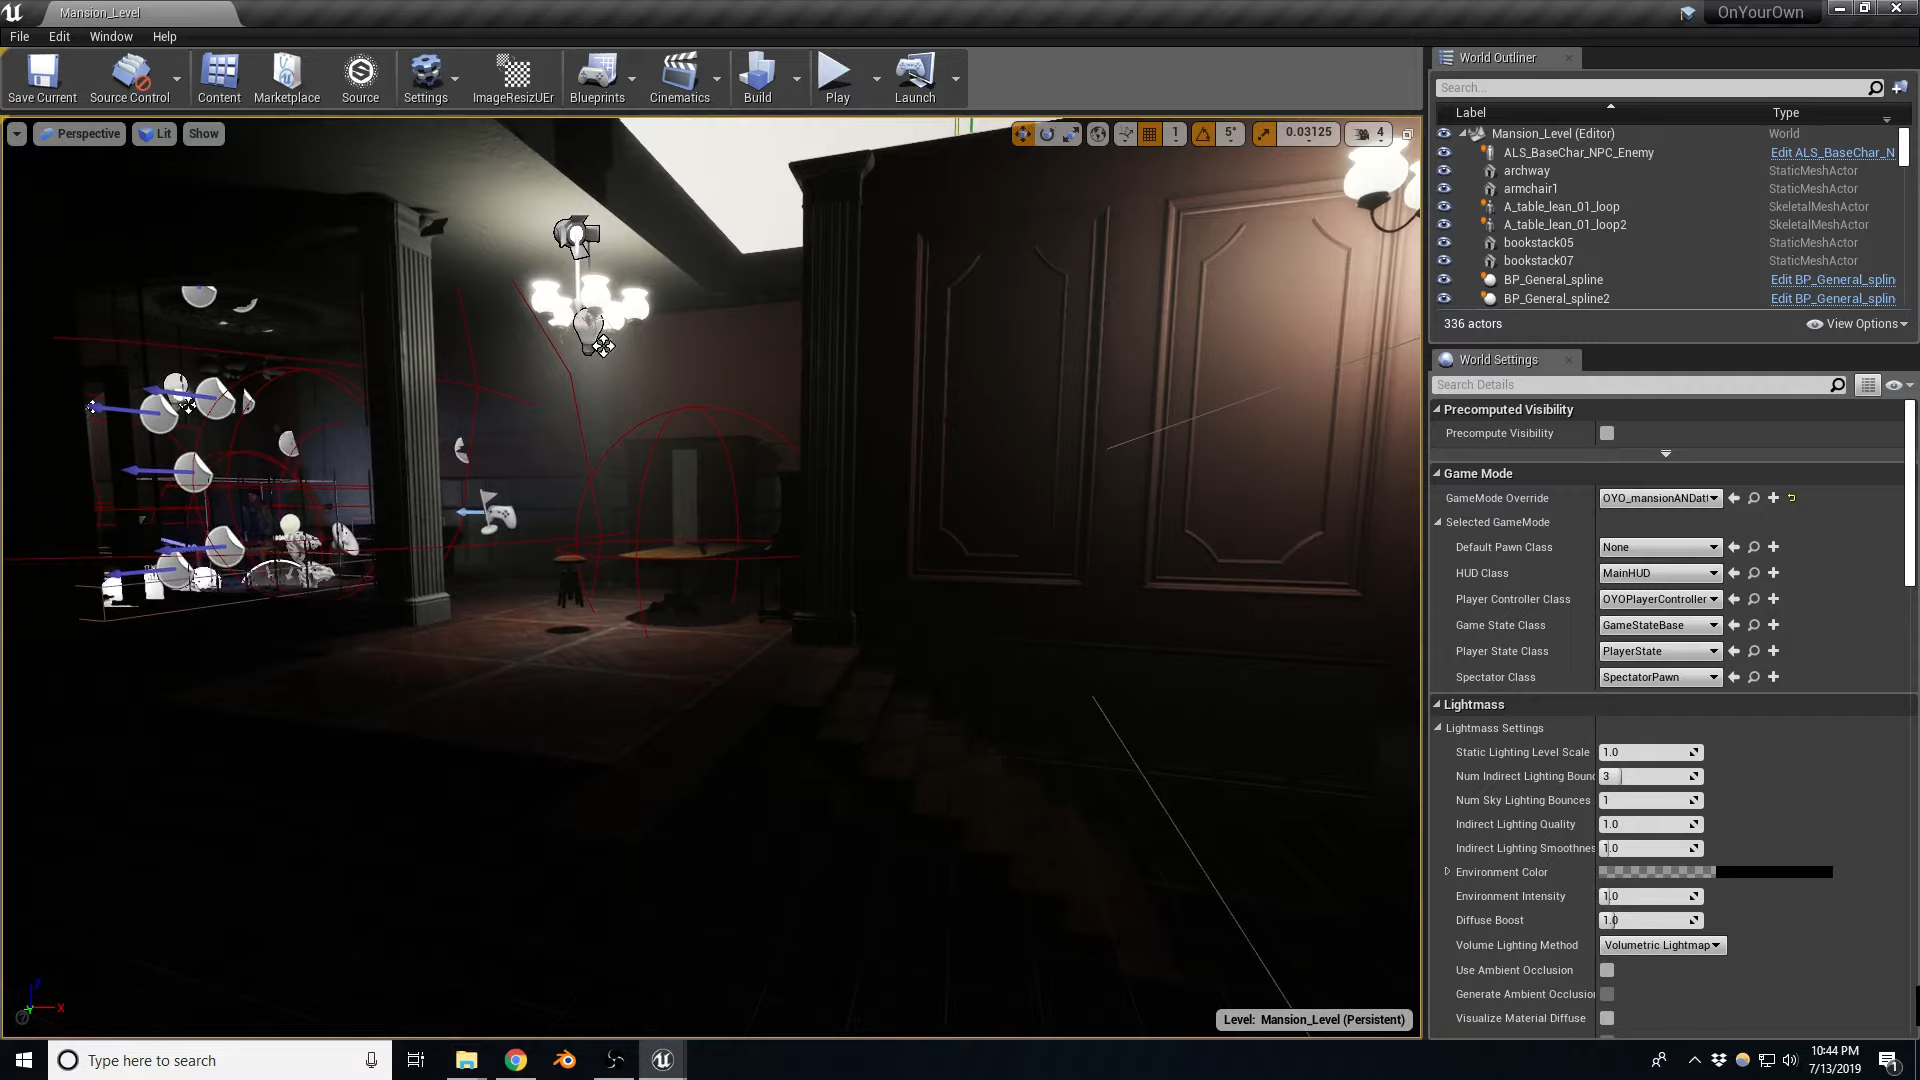 Mansion_Level
OnYourOwn
File Edit Window Help
Save Current
Source Control
Content
Marketplace
Source
Settings
ImageResizUEr
Blueprints
Cinematics
Build
Play
Launch
Perspective
Lit
Show
1
5°
0.03125
4
Level: Mansion_Level (Persistent)
World Outliner
Search...
Label Type
Mansion_Level (Editor) World
ALS_BaseChar_NPC_Enemy Edit ALS_BaseChar_N
archway StaticMeshActor
armchair1 StaticMeshActor
A_table_lean_01_loop SkeletalMeshActor
A_table_lean_01_loop2 SkeletalMeshActor
bookstack05 StaticMeshActor
bookstack07 StaticMeshActor
BP_General_spline Edit BP_General_splin
BP_General_spline2 Edit BP_General_splin
336 actors View Options
World Settings
Search Details
Precomputed Visibility
Precompute Visibility
Game Mode
GameMode Override OYO_mansionANDatt
Selected GameMode
Default Pawn Class None
HUD Class MainHUD
Player Controller Class OYOPlayerController
Game State Class GameStateBase
Player State Class PlayerState
Spectator Class SpectatorPawn
Lightmass
Lightmass Settings
Static Lighting Level Scale 1.0
Num Indirect Lighting Bounc 3
Num Sky Lighting Bounces 1
Indirect Lighting Quality 1.0
Indirect Lighting Smoothnes 1.0
Environment Color
Environment Intensity 1.0
Diffuse Boost 1.0
Volume Lighting Method Volumetric Lightmap
Use Ambient Occlusion
Generate Ambient Occlusion
Visualize Material Diffuse
X
Type here to search
10:44 PM
7/13/2019
1